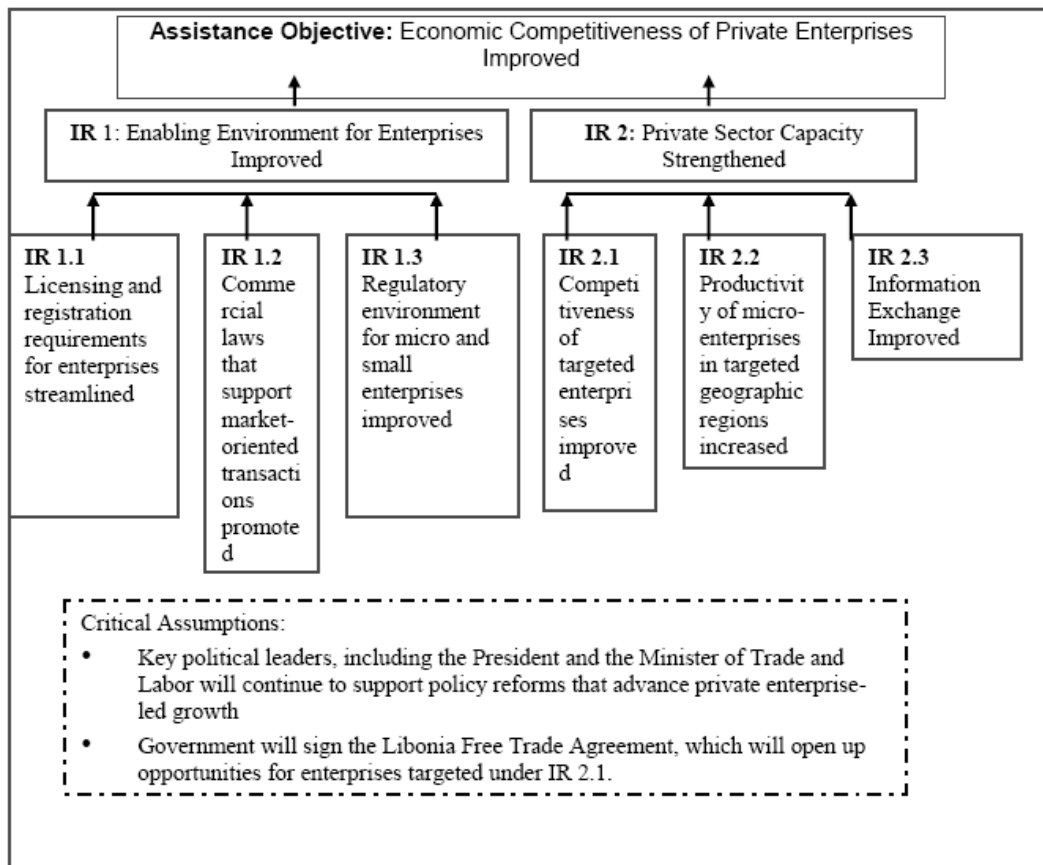 Assistance Objective: Economic Competitiveness of Private Enterprises
Improved
IR 1: Enabling Environment for Enterprises
Improved
IR 2: Private Sector Capacity
Strengthened
IR 1.1
Licensing and
registration
requirements
for enterprises
streamlined
IR 1.2
Comme
rcial
laws
that
support
market-
oriented
transacti
ons
promote
d
IR 1.3
Regulatory
environment
for micro and
small
enterprises
improved
IR 2.1
Competi
tiveness
of
targeted
enterpri
ses
improve
d
IR 2.2
Productivit
y of micro-
enterprises
in targeted
geographic
regions
increased
IR 2.3
Information
Exchange
Improved
Critical Assumptions:
• Key political leaders, including the President and the Minister of Trade and
Labor will continue to support policy reforms that advance private enterprise-
led growth
• Government will sign the Libonia Free Trade Agreement, which will open up
opportunities for enterprises targeted under IR 2.1.